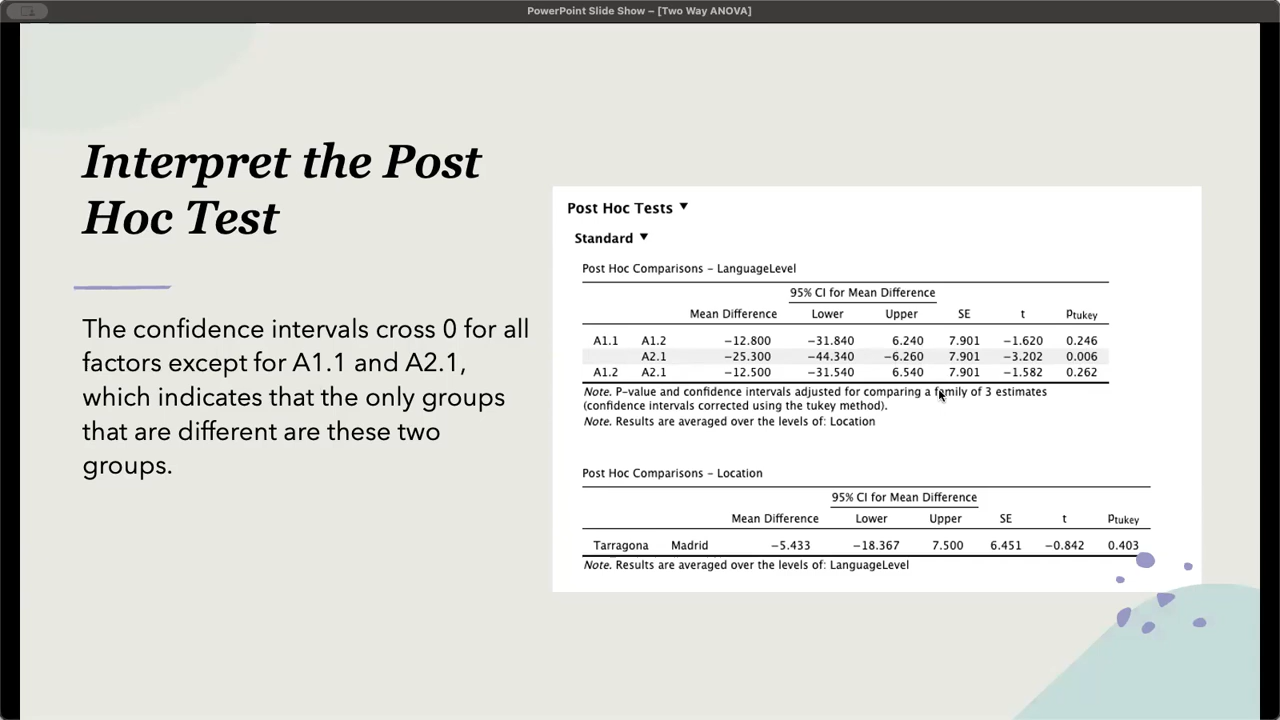 PowerPoint Slide Show – [Two Way ANOVA]
Interpret the Post
Hoc Test
The confidence intervals cross 0 for all
factors except for A1.1 and A2.1,
which indicates that the only groups
that are different are these two
groups.
Post Hoc Tests ▼
Standard ▼
Post Hoc Comparisons – LanguageLevel
95% CI for Mean Difference
Mean Difference Lower Upper SE t ptukey
A1.1 A1.2 −12.800 −31.840 6.240 7.901 −1.620 0.246
A2.1 −25.300 −44.340 −6.260 7.901 −3.202 0.006
A1.2 A2.1 −12.500 −31.540 6.540 7.901 −1.582 0.262
Note. P-value and confidence intervals adjusted for comparing a family of 3 estimates
(confidence intervals corrected using the tukey method).
Note. Results are averaged over the levels of: Location
Post Hoc Comparisons – Location
95% CI for Mean Difference
Mean Difference Lower Upper SE t ptukey
Tarragona Madrid −5.433 −18.367 7.500 6.451 −0.842 0.403
Note. Results are averaged over the levels of: LanguageLevel